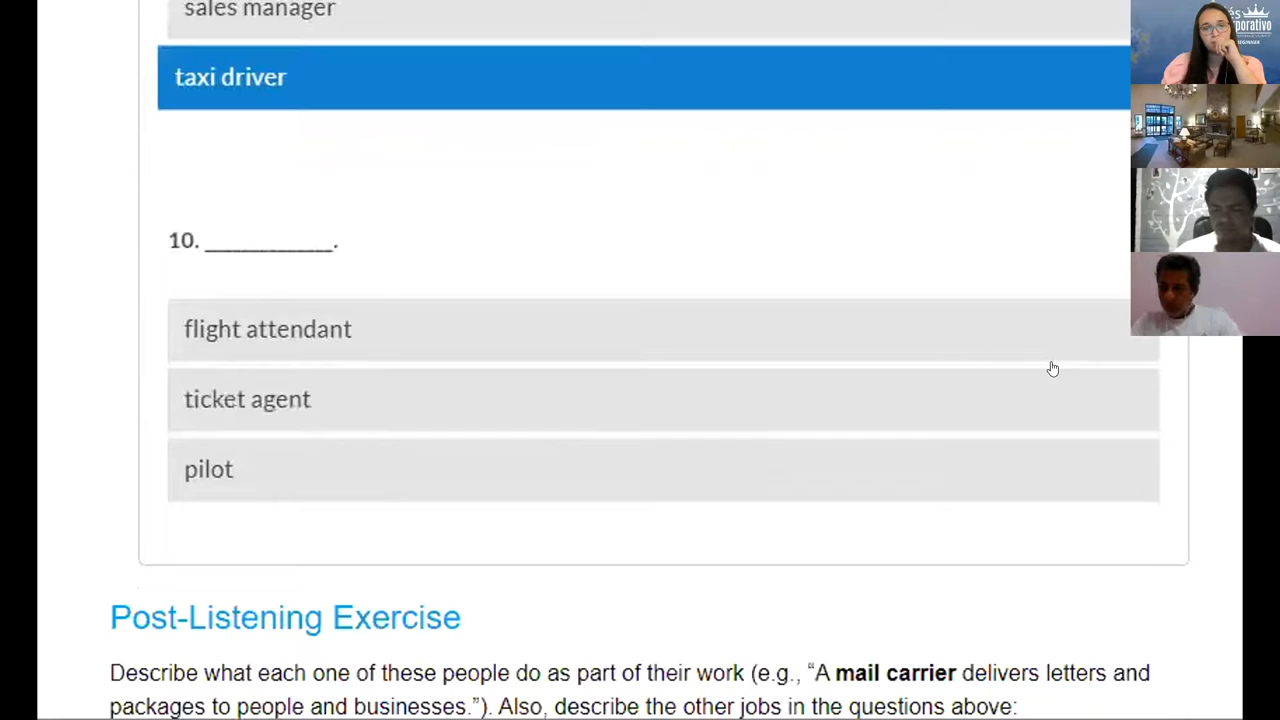 sales manager
taxi driver
10. ____________.
flight attendant
ticket agent
pilot
Post-Listening Exercise
Describe what each one of these people do as part of their work (e.g., “A mail carrier delivers letters and
packages to people and businesses.”). Also, describe the other jobs in the questions above: